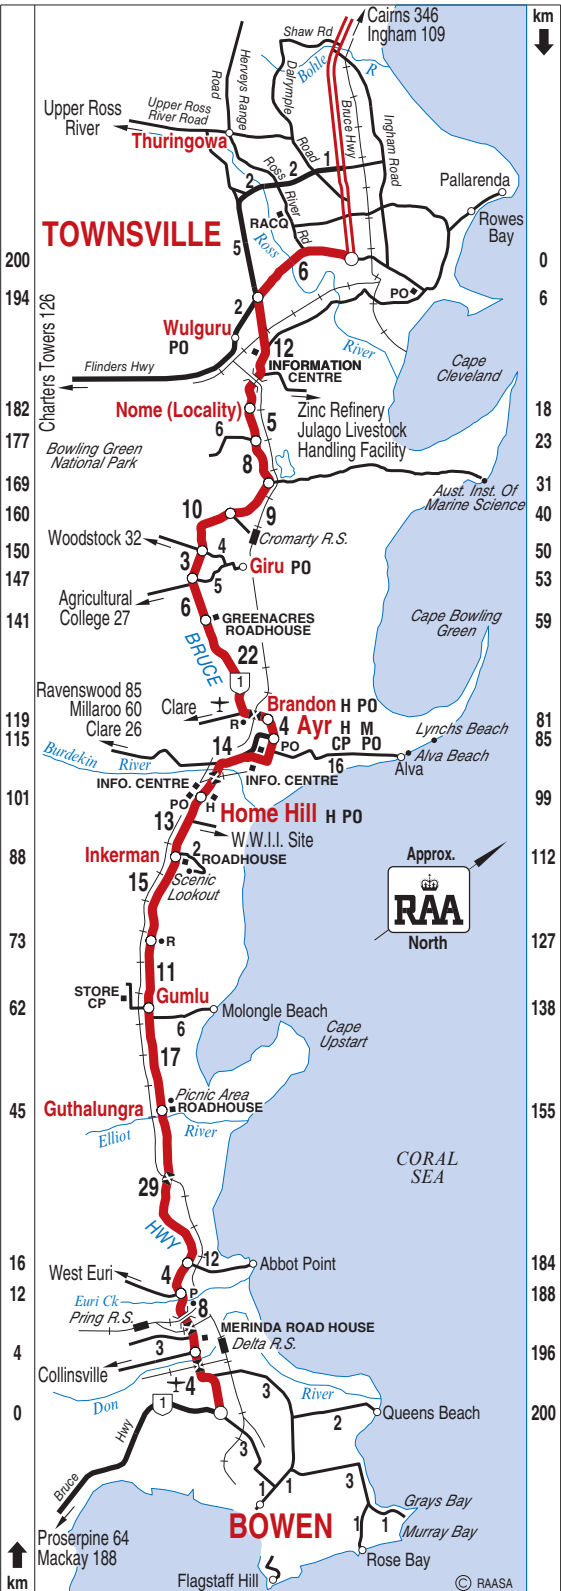 km
Cairns 346
Ingham 109
Shaw Rd
Bohle
R
Dalrymple
Road
Herveys Range
Road
Bruce Hwy
Ingham Road
Upper Ross
River
Upper Ross
River Road
Thuringowa
1
2
2
Ross
River
Rd
Pallarenda
Rowes
Bay
RACQ
TOWNSVILLE
Ross
River
5
200
6
0
194
PO
6
2
Wulguru
PO
Charters Towers 126
Flinders Hwy
12
INFORMATION
CENTRE
Cape
Cleveland
182
Nome (Locality)
Zinc Refinery
Julago Livestock
Handling Facility
18
5
177
6
23
Bowling Green
National Park
8
169
31
Aust. Inst. Of
Marine Science
160
10
9
40
Woodstock 32
Cromarty R.S.
150
4
50
3
Giru PO
147
5
53
Agricultural
College 27
6
141
GREENACRES
ROADHOUSE
59
Cape Bowling
Green
BRUCE
22
1
Ravenswood 85
Millaroo 60
Clare 26
Clare
R
Brandon H PO
119
81
4
Ayr H M
CP PO
115
PO
85
Lynchs Beach
Alva Beach
Alva
16
14
Burdekin River
INFO. CENTRE
INFO. CENTRE
101
PO
H
99
13
Home Hill H PO
W.W.I.I. Site
88
Inkerman
2
ROADHOUSE
112
15
Scenic
Lookout
Approx.
RAA
North
73
R
127
11
STORE
CP
Gumlu
62
138
6
Molongle Beach
Cape
Upstart
17
Picnic Area
45
Guthalungra
ROADHOUSE
155
Elliot River
CORAL
SEA
29
HWY
16
12
Abbot Point
184
West Euri
4
12
P
188
Euri Ck
8
Pring R.S.
MERINDA ROAD HOUSE
3
Delta R.S.
4
196
Collinsville
4
3
River
Don
1
0
2
Queens Beach
200
Hwy
Bruce
3
3
1
1
Grays Bay
BOWEN
1
1
Murray Bay
Proserpine 64
Mackay 188
Rose Bay
km
Flagstaff Hill
© RAASA